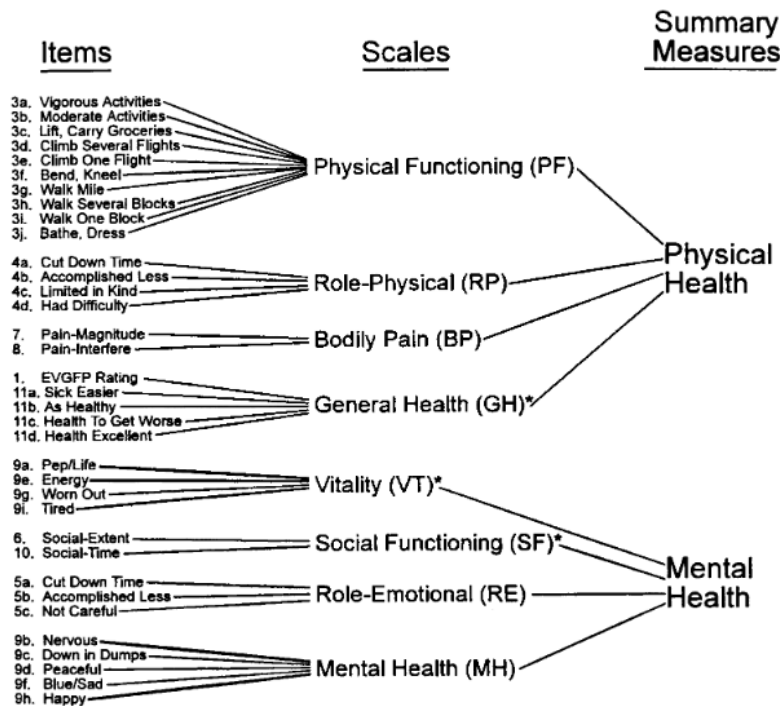 Items
Scales
Summary
Measures
3a. Vigorous Activities
3b. Moderate Activities
3c. Lift, Carry Groceries
3d. Climb Several Flights
3e. Climb One Flight
3f. Bend, Kneel
3g. Walk Mile
3h. Walk Several Blocks
3i. Walk One Block
3j. Bathe, Dress
Physical Functioning (PF)
4a. Cut Down Time
4b. Accomplished Less
4c. Limited in Kind
4d. Had Difficulty
Role-Physical (RP)
7. Pain-Magnitude
8. Pain-Interfere
Bodily Pain (BP)
1. EVGFP Rating
11a. Sick Easier
11b. As Healthy
11c. Health To Get Worse
11d. Health Excellent
General Health (GH)*
Physical
Health
9a. Pep/Life
9e. Energy
9g. Worn Out
9i. Tired
Vitality (VT)*
6. Social-Extent
10. Social-Time
Social Functioning (SF)*
5a. Cut Down Time
5b. Accomplished Less
5c. Not Careful
Role-Emotional (RE)
9b. Nervous
9c. Down in Dumps
9d. Peaceful
9f. Blue/Sad
9h. Happy
Mental Health (MH)
Mental
Health